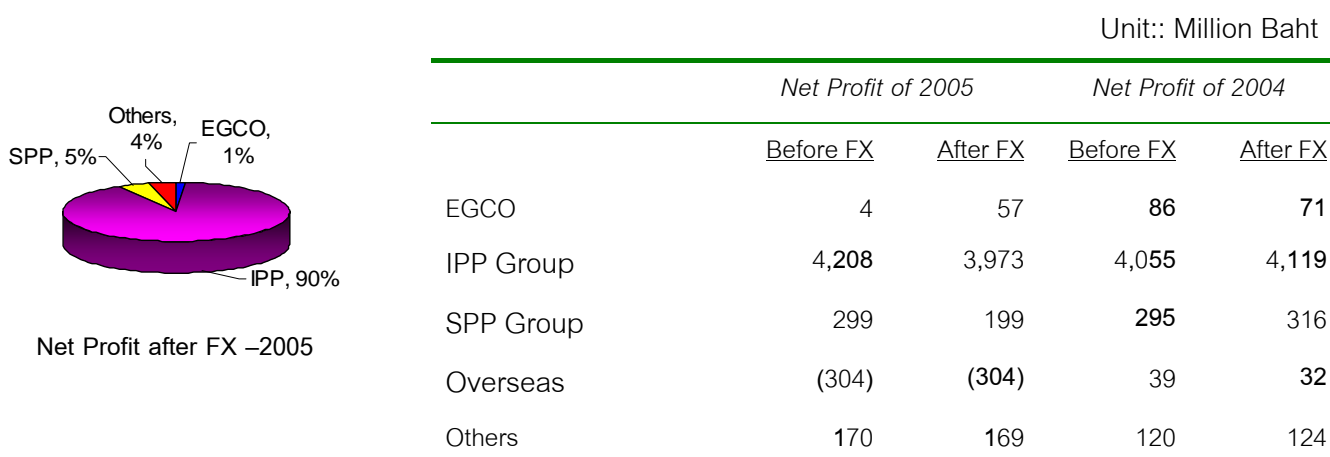 Unit:: Million Baht
Net Profit of 2005 Net Profit of 2004
Before FX After FX Before FX After FX
EGCO 4 57 86 71
IPP Group 4,208 3,973 4,055 4,119
SPP Group 299 199 295 316
Overseas (304) (304) 39 32
Others 170 169 120 124
Others,
4%
EGCO,
1%
SPP, 5%
IPP, 90%
Net Profit after FX –2005